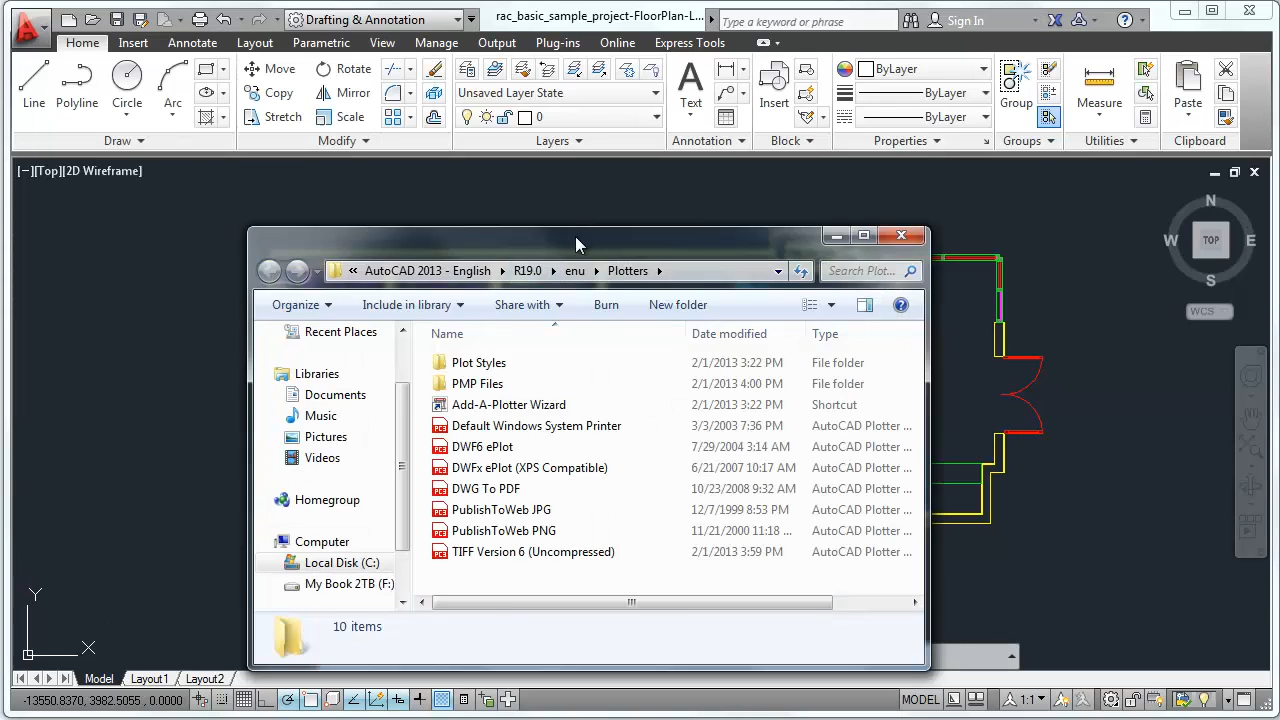 Drafting & Annotation
rac_basic_sample_project-FloorPlan-L...
Type a keyword or phrase
Sign In
Home Insert Annotate Layout Parametric View Manage Output Plug-ins Online Express Tools
Line
Polyline
Circle
Arc
Move
Copy
Stretch
Rotate
Mirror
Scale
Unsaved Layer State
0
Text
Insert
ByLayer
ByLayer
ByLayer
Group
Measure
Paste
Draw
Modify
Layers
Annotation
Block
Properties
Groups
Utilities
Clipboard
[−][Top][2D Wireframe]
N
W TOP E
S
WCS
« AutoCAD 2013 - English R19.0 enu Plotters
Search Plot...
Organize Include in library Share with Burn New folder
Recent Places
Libraries
Documents
Music
Pictures
Videos
Homegroup
Computer
Local Disk (C:)
My Book 2TB (F:)
Name Date modified Type
Plot Styles 2/1/2013 3:22 PM File folder
PMP Files 2/1/2013 4:00 PM File folder
Add-A-Plotter Wizard 2/1/2013 3:22 PM Shortcut
Default Windows System Printer 3/3/2003 7:36 PM AutoCAD Plotter ...
DWF6 ePlot 7/29/2004 3:14 AM AutoCAD Plotter ...
DWFx ePlot (XPS Compatible) 6/21/2007 10:17 AM AutoCAD Plotter ...
DWG To PDF 10/23/2008 9:32 AM AutoCAD Plotter ...
PublishToWeb JPG 12/7/1999 8:53 PM AutoCAD Plotter ...
PublishToWeb PNG 11/21/2000 11:18 ... AutoCAD Plotter ...
TIFF Version 6 (Uncompressed) 2/1/2013 3:59 PM AutoCAD Plotter ...
10 items
Y
X
Model Layout1 Layout2
-13550.8370, 3982.5055 , 0.0000
MODEL
1:1